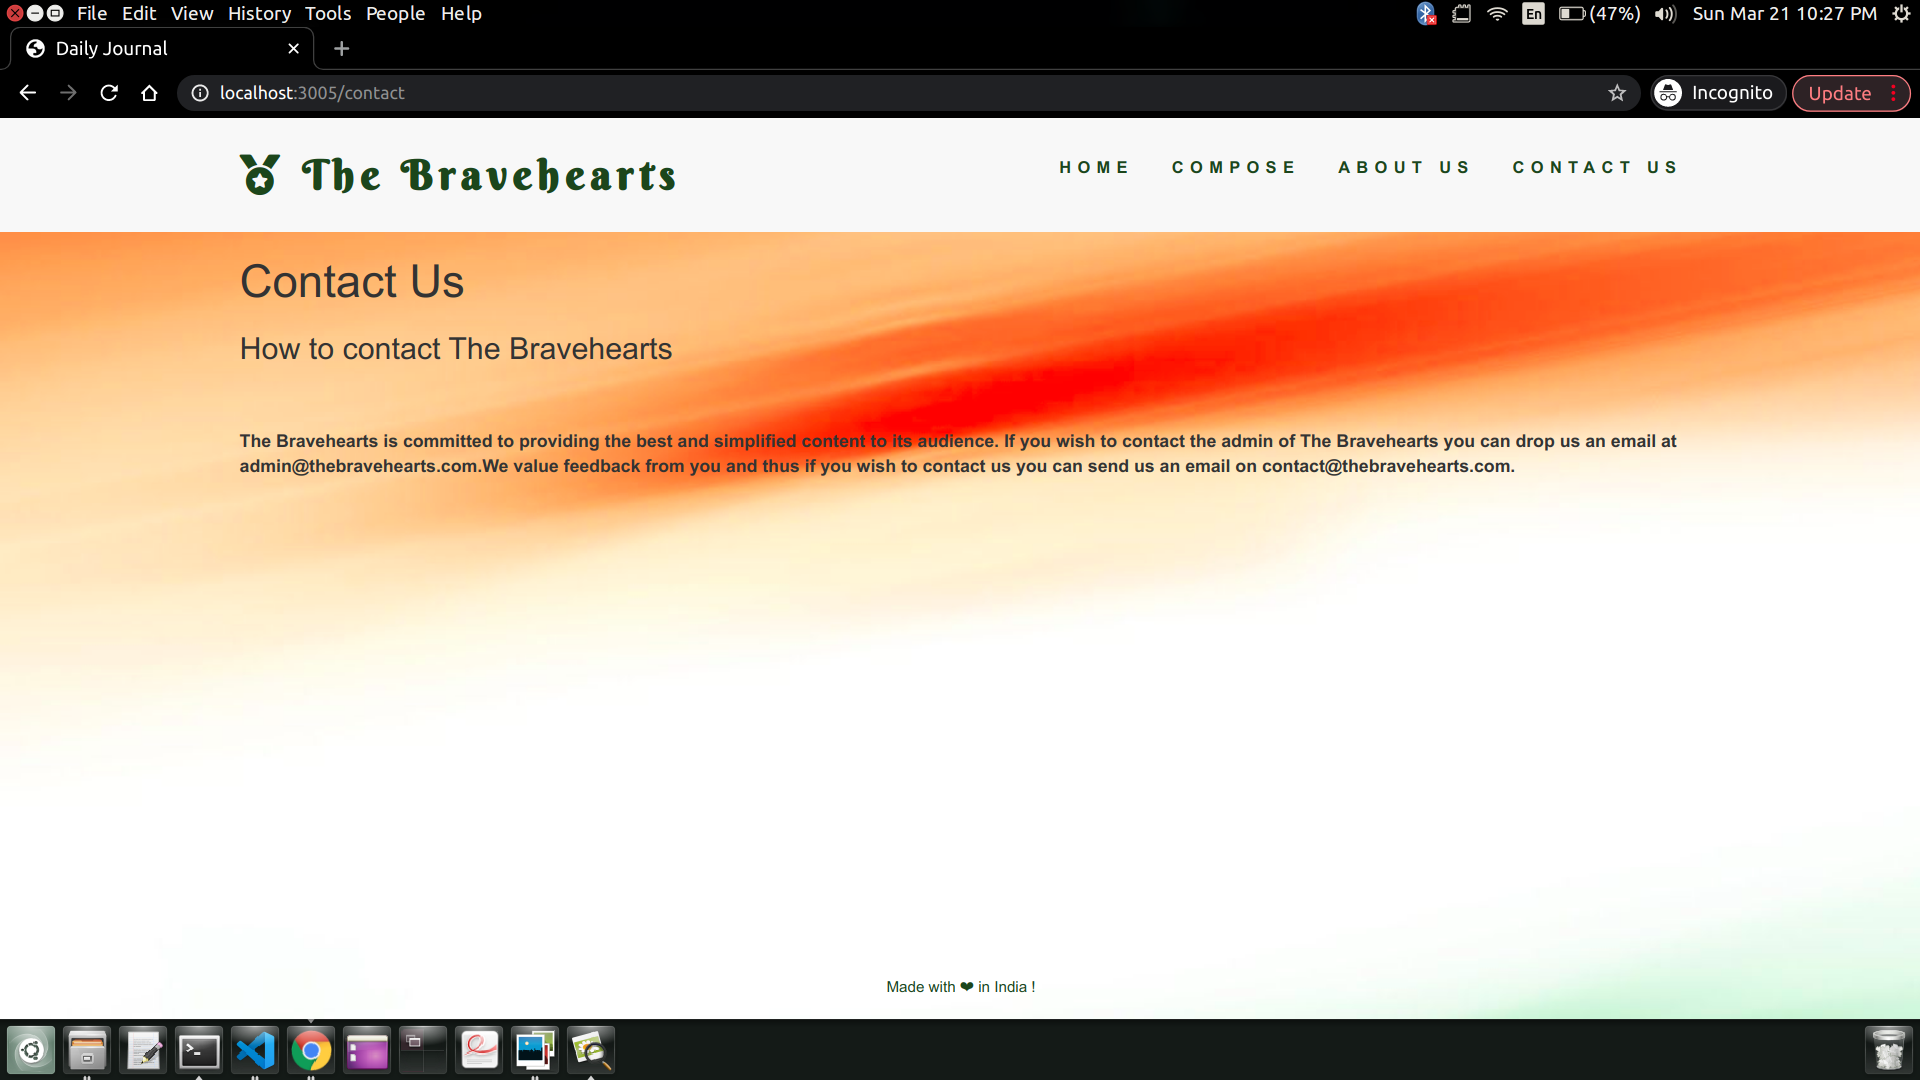 File Edit View History Tools People Help
En (47%) Sun Mar 21 10:27 PM
Daily Journal
localhost:3005/contact
Incognito
Update
The Bravehearts
HOME COMPOSE ABOUT US CONTACT US
Contact Us
How to contact The Bravehearts
The Bravehearts is committed to providing the best and simplified content to its audience. If you wish to contact the admin of The Bravehearts you can drop us an email at
admin@thebravehearts.com.We value feedback from you and thus if you wish to contact us you can send us an email on contact@thebravehearts.com.
Made with ❤ in India !